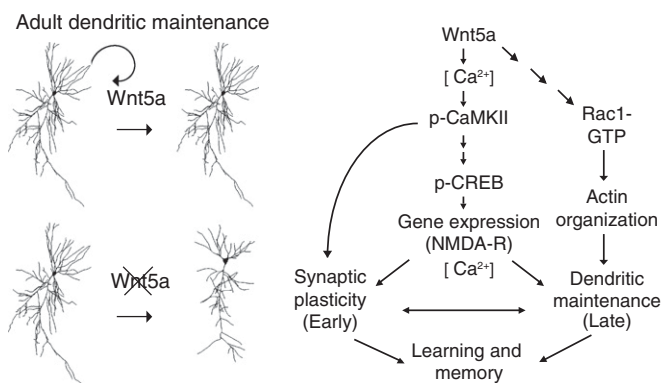 Adult dendritic maintenance
Wnt5a
Wnt5a
Wnt5a
[ Ca²⁺]
p-CaMKII
p-CREB
Gene expression
(NMDA-R)
[ Ca²⁺]
Rac1-
GTP
Actin
organization
Synaptic
plasticity
(Early)
Dendritic
maintenance
(Late)
Learning and
memory